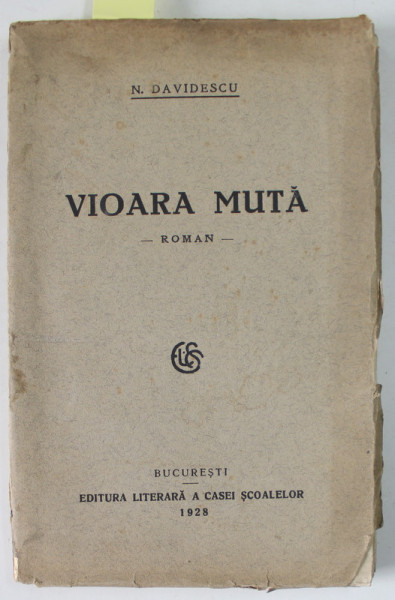 N. DAVIDESCU
VIOARA MUTĂ
— ROMAN —
BUCUREȘTI
EDITURA LITERARĂ A CASEI ȘCOALELOR
1928